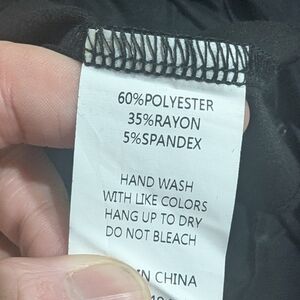 60%POLYESTER
35%RAYON
5%SPANDEX
HAND WASH
WITH LIKE COLORS
HANG UP TO DRY
DO NOT BLEACH
IN CHINA